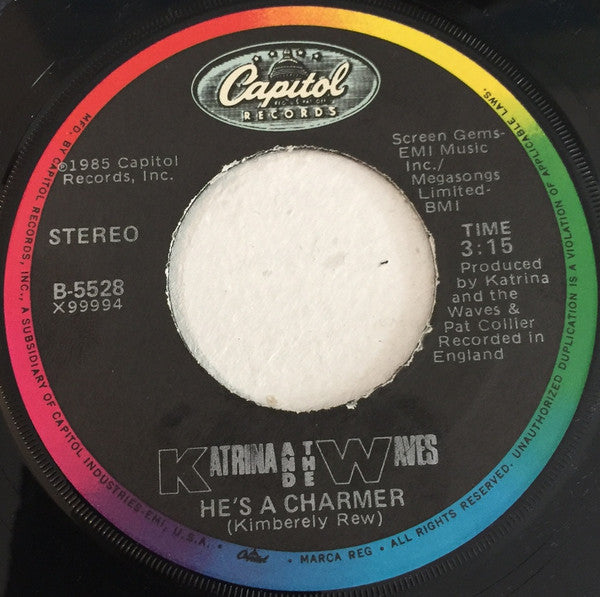 Capitol
RECORDS
℗1985 Capitol
Records, Inc.
STEREO
B-5528
X99994
Screen Gems-
EMI Music
Inc./
Megasongs
Limited-
BMI
TIME
3:15
Produced
by Katrina
and the
Waves &
Pat Collier
Recorded in
England
KATRINA AND THE WAVES
HE'S A CHARMER
(Kimberely Rew)
MFD. BY CAPITOL RECORDS, INC., A SUBSIDIARY OF CAPITOL INDUSTRIES-EMI, U.S.A. • Capitol • MARCA REG • ALL RIGHTS RESERVED. UNAUTHORIZED DUPLICATION IS A VIOLATION OF APPLICABLE LAWS.